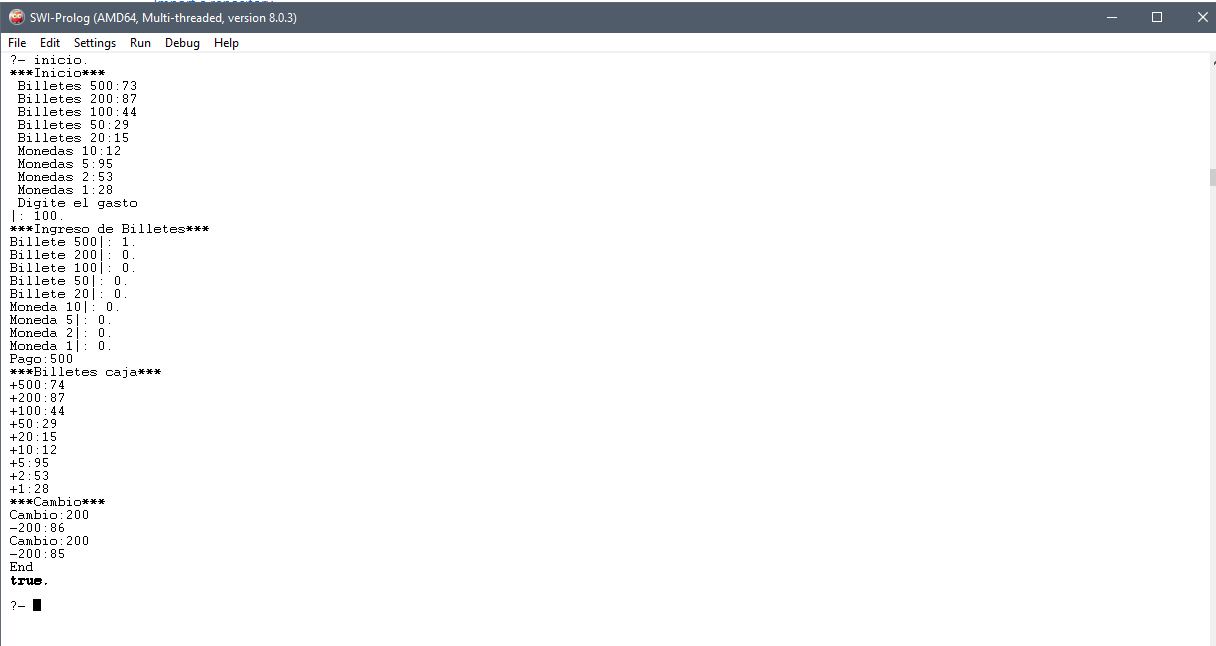 SWI-Prolog (AMD64, Multi-threaded, version 8.0.3)
File Edit Settings Run Debug Help
?- inicio.
***Inicio***
Billetes 500:73
Billetes 200:87
Billetes 100:44
Billetes 50:29
Billetes 20:15
Monedas 10:12
Monedas 5:95
Monedas 2:53
Monedas 1:28
Digite el gasto
|: 100.
***Ingreso de Billetes***
Billete 500|: 1.
Billete 200|: 0.
Billete 100|: 0.
Billete 50|: 0.
Billete 20|: 0.
Moneda 10|: 0.
Moneda 5|: 0.
Moneda 2|: 0.
Moneda 1|: 0.
Pago:500
***Billetes caja***
+500:74
+200:87
+100:44
+50:29
+20:15
+10:12
+5:95
+2:53
+1:28
***Cambio***
Cambio:200
-200:86
Cambio:200
-200:85
End
true.
?-